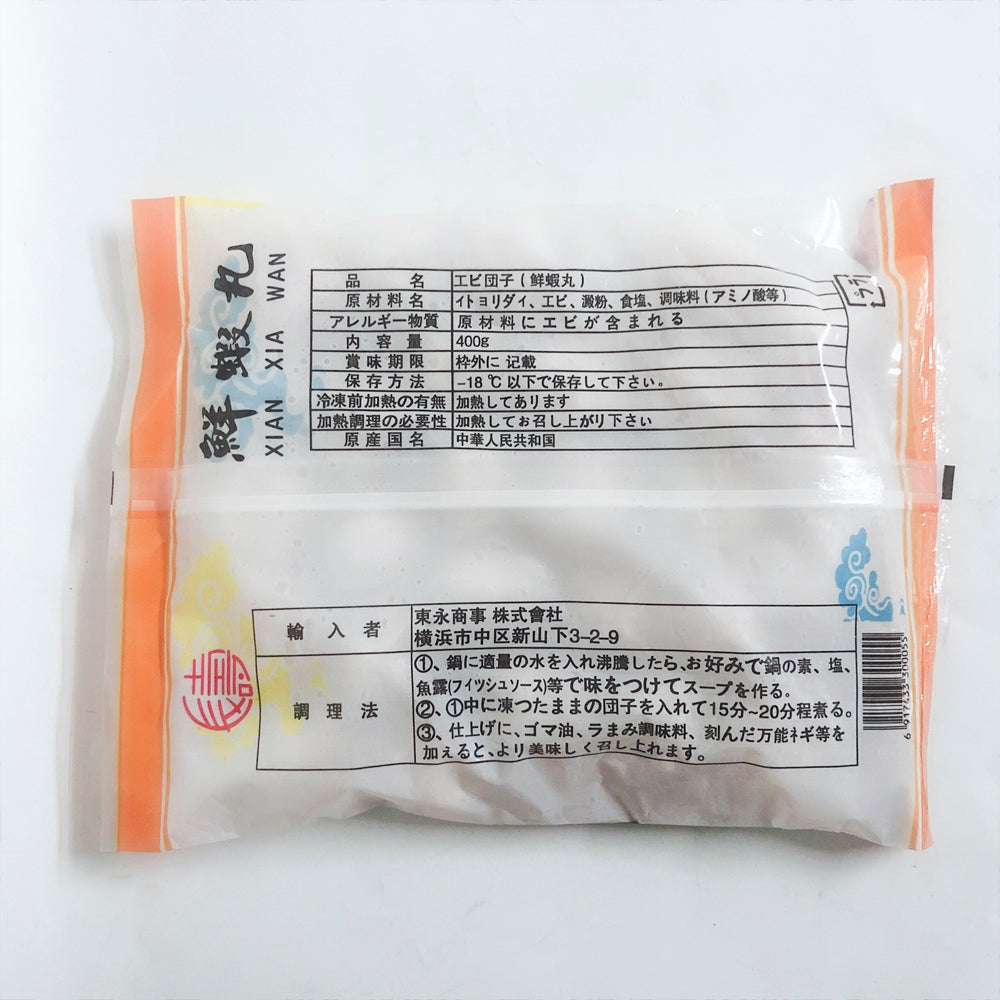 鮮蝦丸
XIAN XIA WAN
品名 エビ団子(鮮蝦丸)
原材料名 イトヨリダイ、エビ、澱粉、食塩、調味料(アミノ酸等)
アレルギー物質 原材料にエビが含まれる
内容量 400g
賞味期限 枠外に記載
保存方法 -18℃以下で保存して下さい。
冷凍前加熱の有無 加熱してあります
加熱調理の必要性 加熱してお召し上がり下さい
原産国名 中華人民共和国
プラ
輸入者 東永商事 株式會社
横浜市中区新山下3-2-9
調理法 ①、鍋に適量の水を入れ沸騰したら、お好みで鍋の素、塩、
魚露(フイツシュソース)等で味をつけてスープを作る。
②、①中に凍つたままの団子を入れて15分~20分程煮る。
③、仕上げに、ゴマ油、うまみ調味料、刻んだ万能ネギ等を
加えると、より美味しく召し上れます。
6 917433 300055